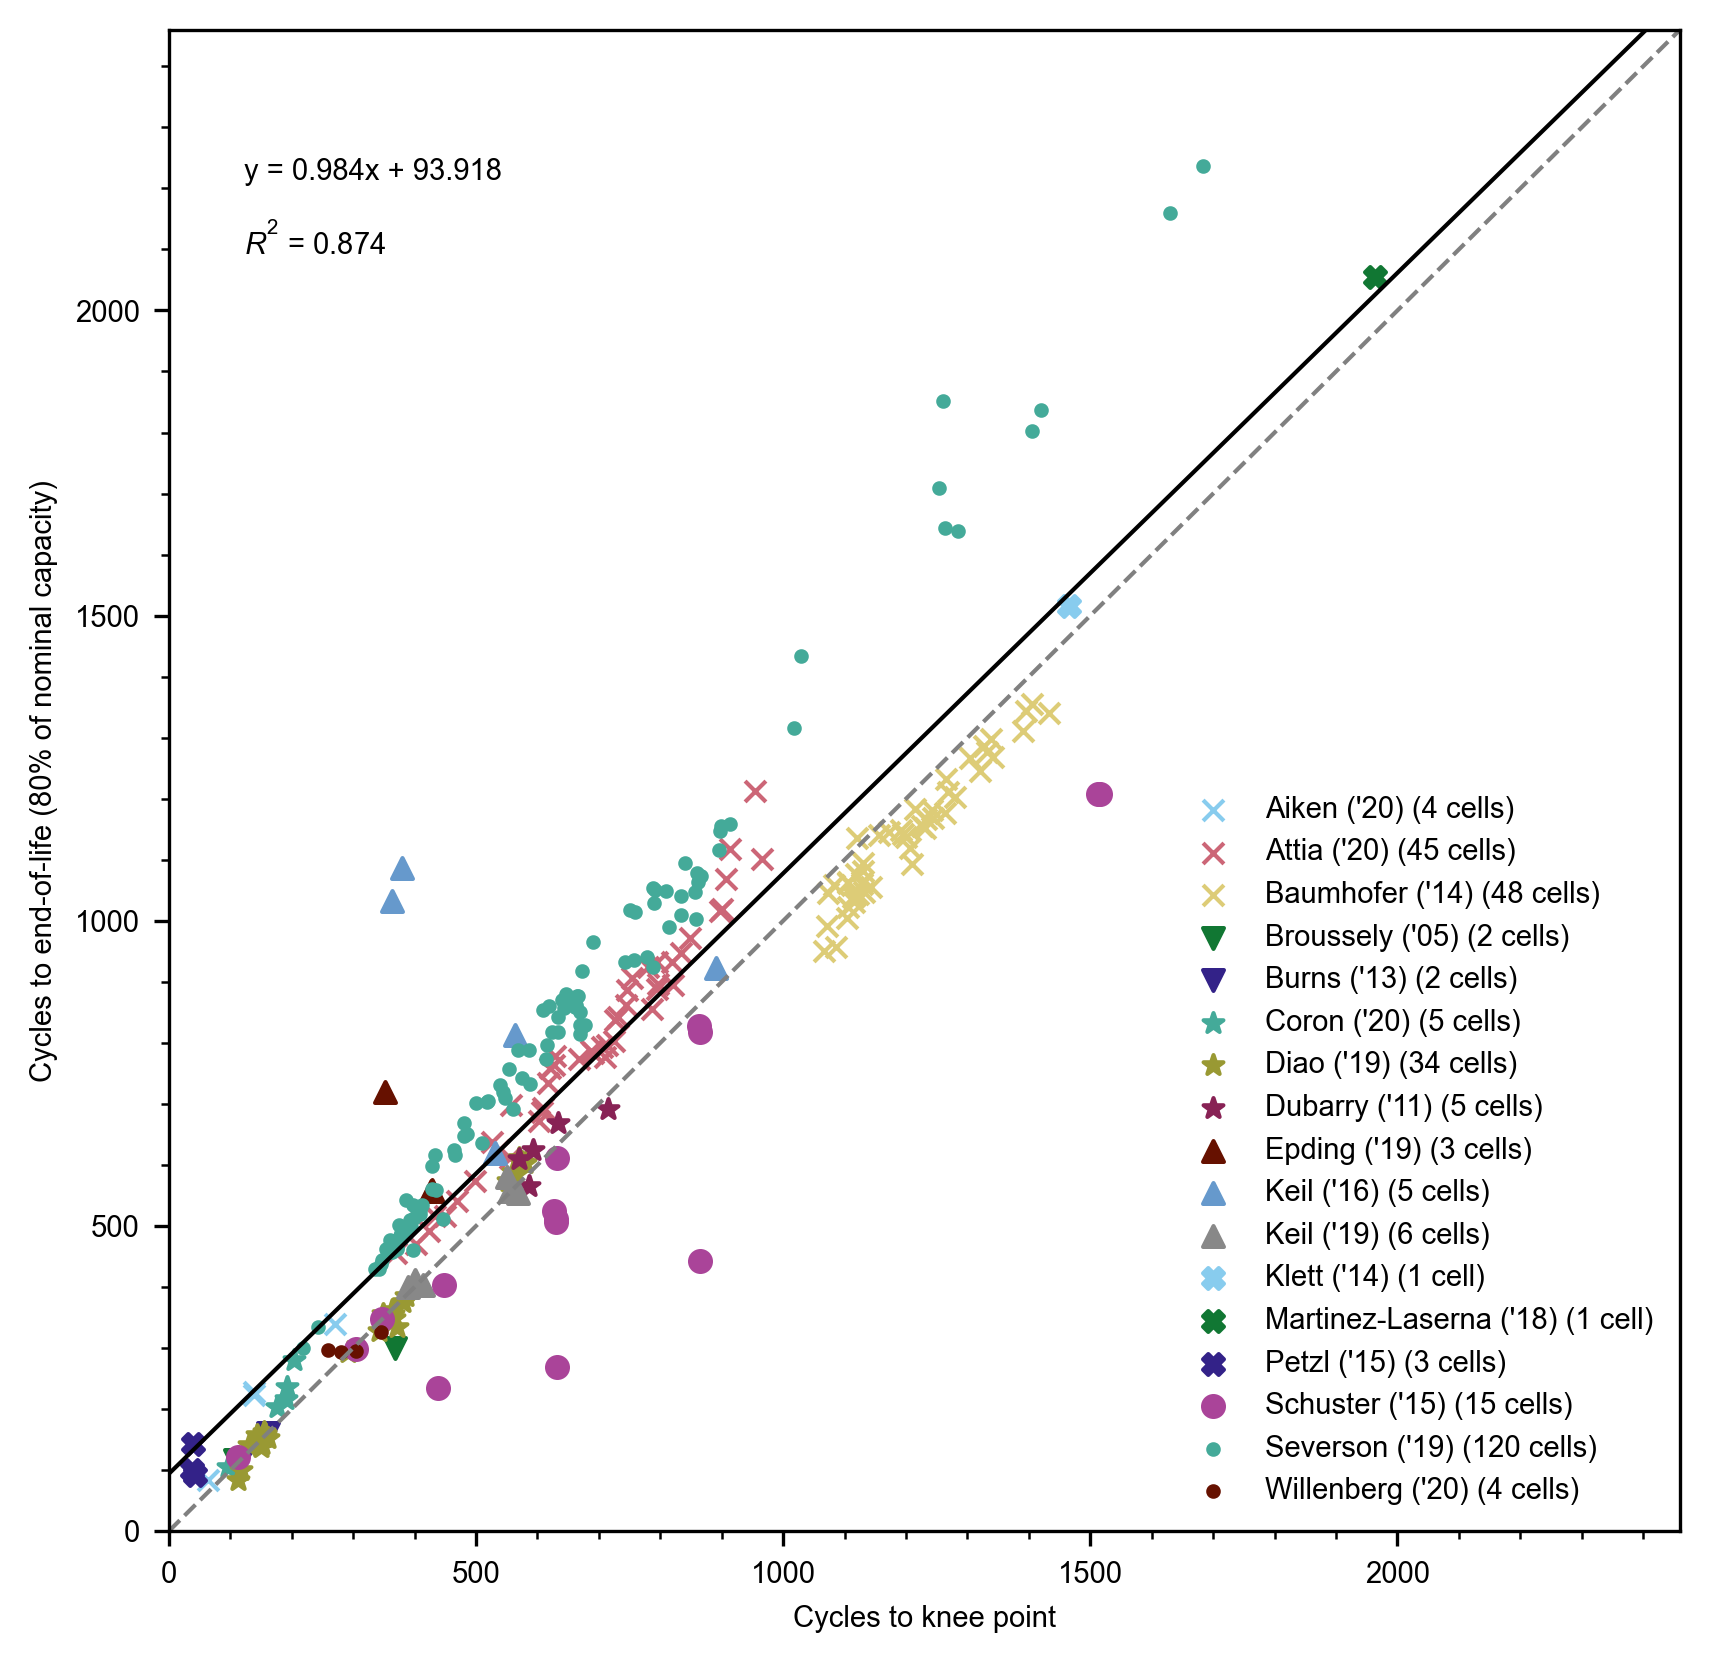 y = 0.984x + 93.918
R² = 0.874
Cycles to end-of-life (80% of nominal capacity)
2000
1500
1000
500
0
0 500 1000 1500 2000
Cycles to knee point
Aiken ('20) (4 cells)
Attia ('20) (45 cells)
Baumhofer ('14) (48 cells)
Broussely ('05) (2 cells)
Burns ('13) (2 cells)
Coron ('20) (5 cells)
Diao ('19) (34 cells)
Dubarry ('11) (5 cells)
Epding ('19) (3 cells)
Keil ('16) (5 cells)
Keil ('19) (6 cells)
Klett ('14) (1 cell)
Martinez-Laserna ('18) (1 cell)
Petzl ('15) (3 cells)
Schuster ('15) (15 cells)
Severson ('19) (120 cells)
Willenberg ('20) (4 cells)